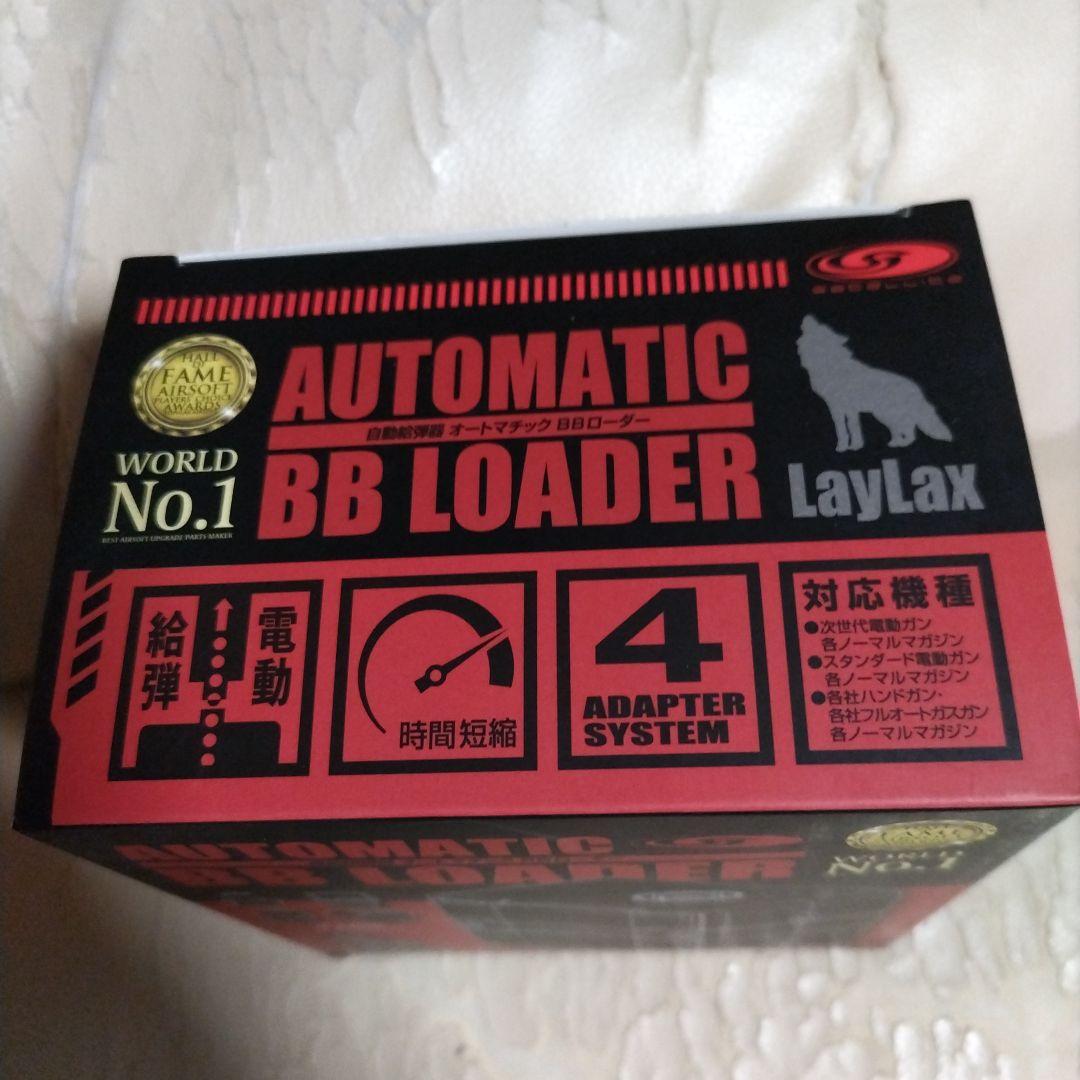 HALL
OF
FAME
AIRSOFT
PLAYERS' CHOICE
AWARDS
WORLD
No.1
BEST AIRSOFT UPGRADE PARTS MAKER
AUTOMATIC
自動給弾器 オートマチック BBローダー
BB LOADER
LayLax
電動
給弾
時間短縮
4
ADAPTER
SYSTEM
対応機種
●次世代電動ガン
各ノーマルマガジン
●スタンダード電動ガン
各ノーマルマガジン
●各社ハンドガン・
各社フルオートガスガン
各ノーマルマガジン
AUTOMATIC
BB LOADER
FAME
WORLD
No.1